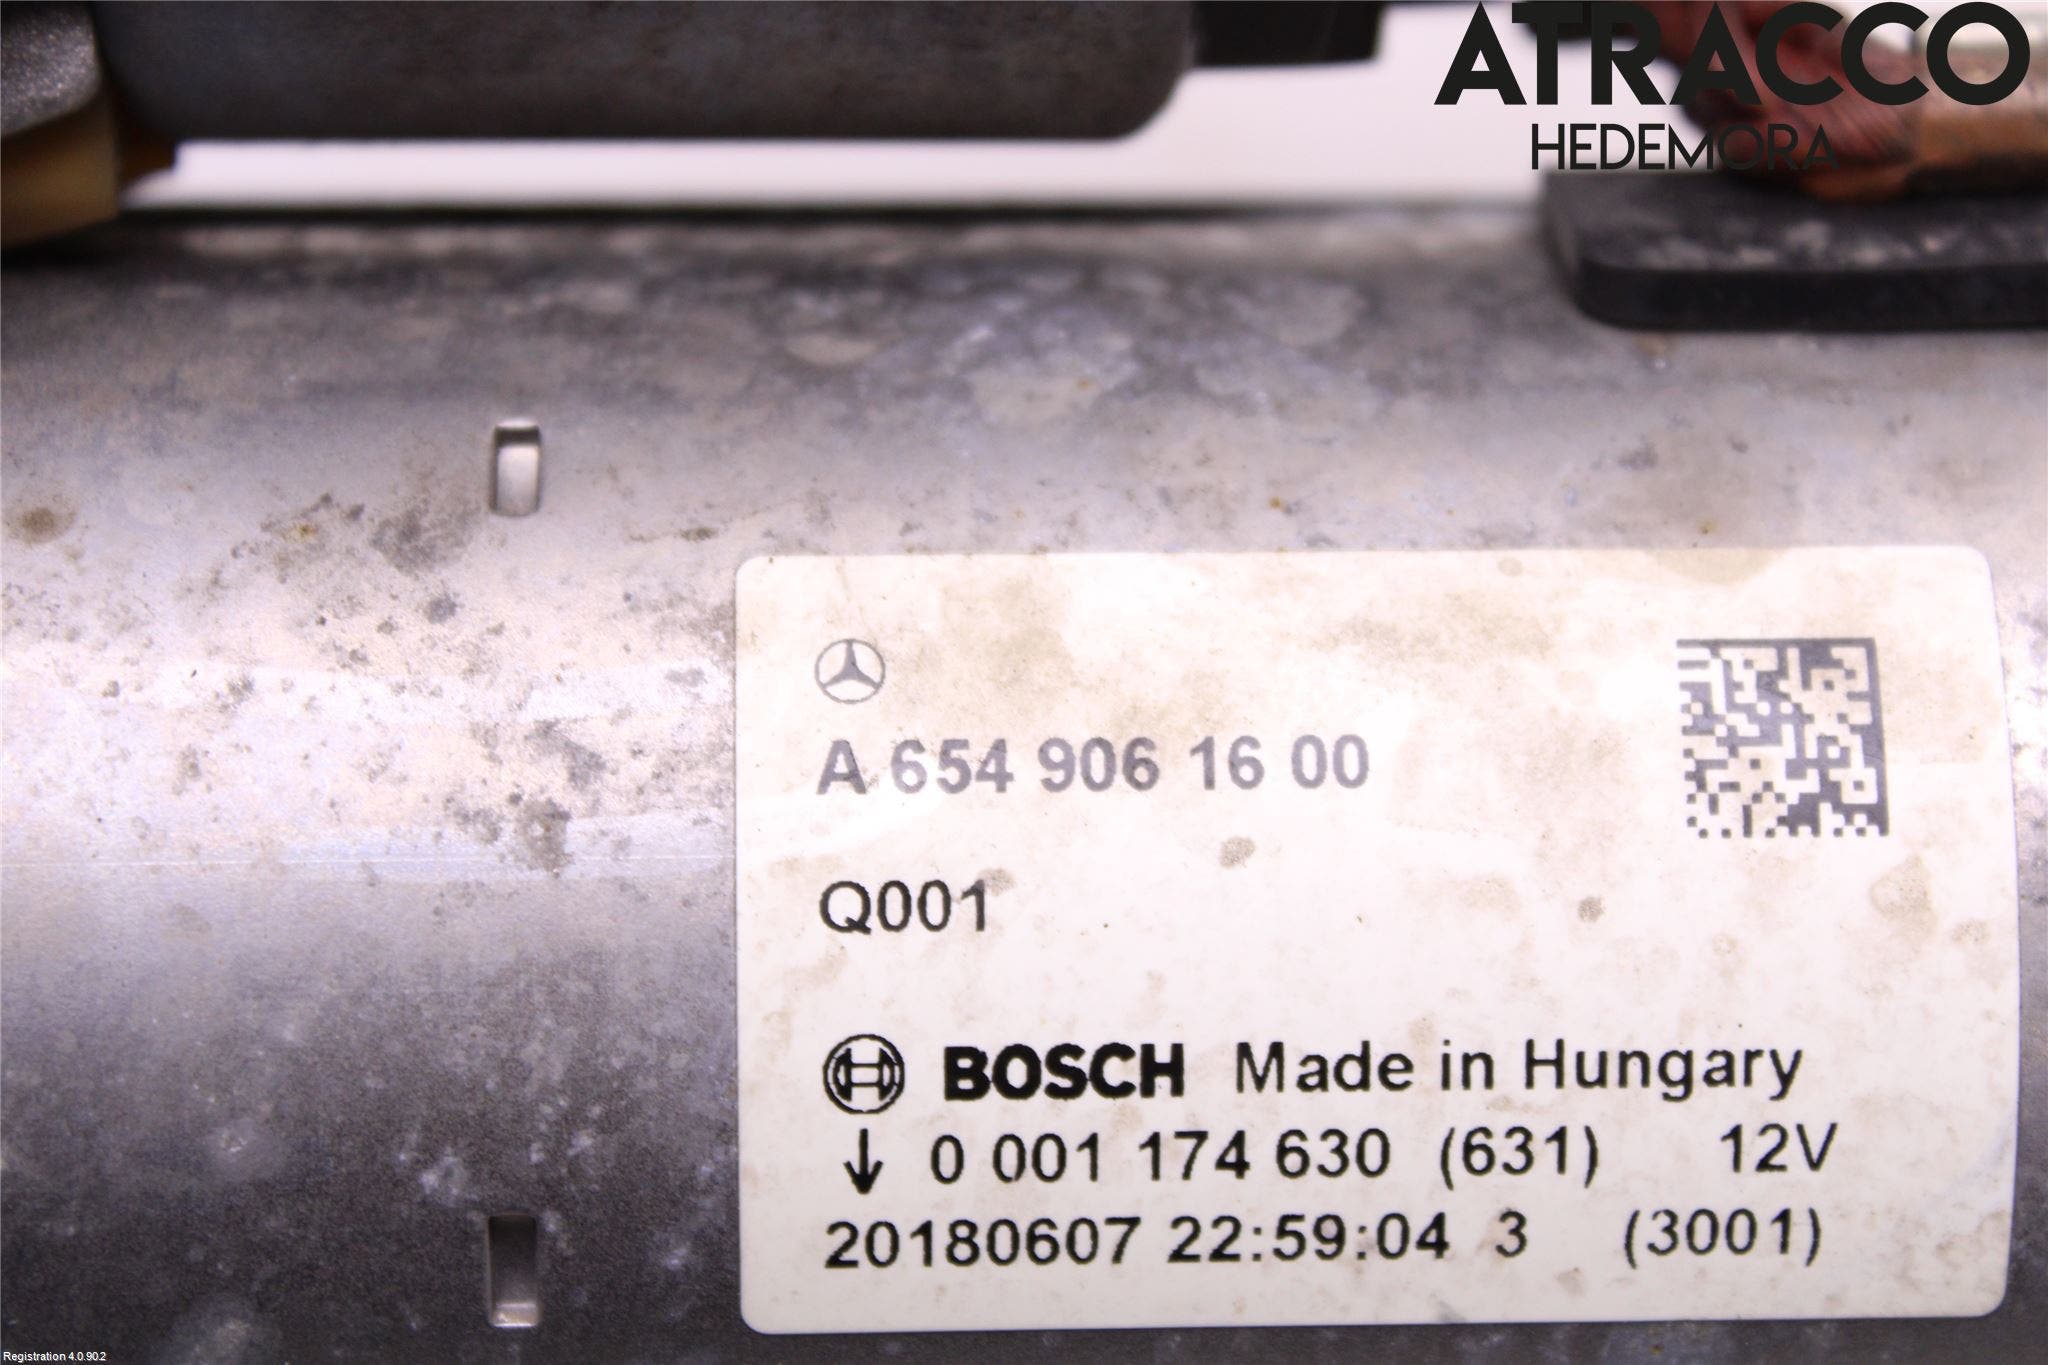 ATRACCO
HEDEMORA
A 654 906 16 00
Q001
BOSCH Made in Hungary
↓ 0 001 174 630 (631) 12V
20180607 22:59:04 3 (3001)
Registration 4.0.90.2